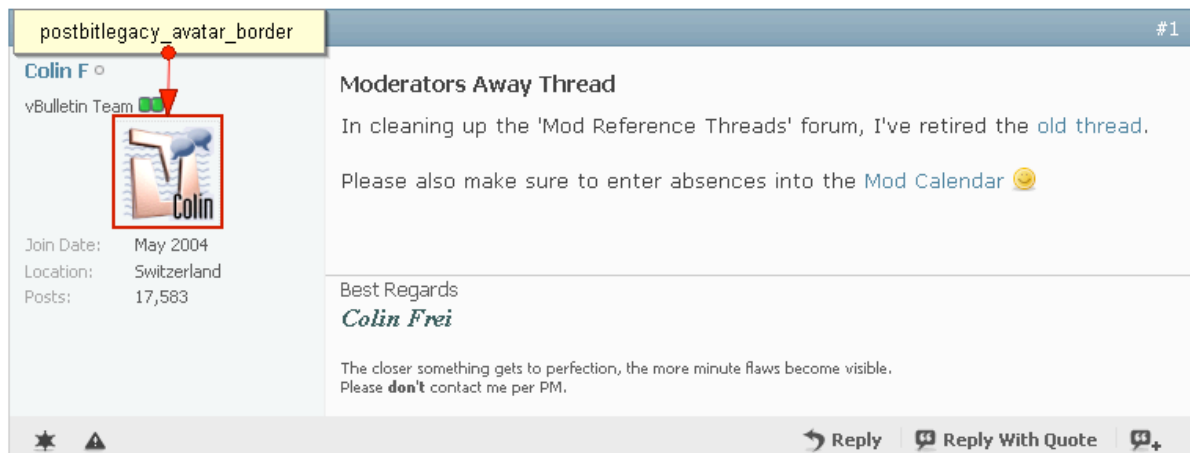 postbitlegacy_avatar_border
#1
Colin F
vBulletin Team
Colin
Join Date: May 2004
Location: Switzerland
Posts: 17,583
Moderators Away Thread
In cleaning up the 'Mod Reference Threads' forum, I've retired the old thread.
Please also make sure to enter absences into the Mod Calendar
Best Regards
Colin Frei
The closer something gets to perfection, the more minute flaws become visible.
Please don't contact me per PM.
Reply Reply With Quote